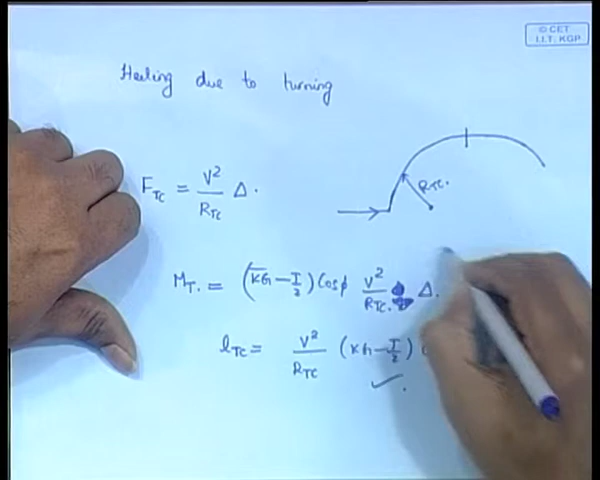 © CET
I.I.T. KGP
Heeling due to turning
F_TC = V²/R_TC Δ.
R_TC.
M_T. = (K̅G̅ - T/2) Cosφ V²/R_TC. Δ.
l_TC = V²/R_TC (KG - T/2)